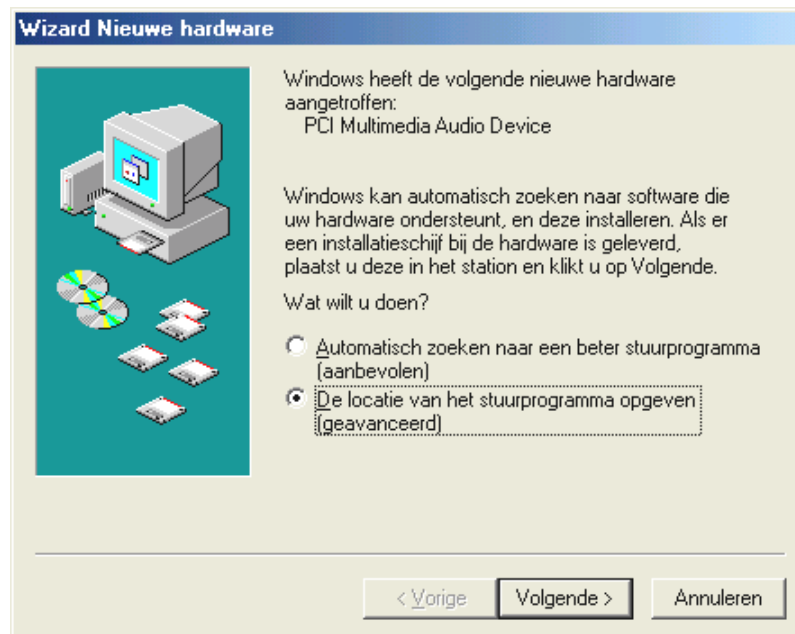 Wizard Nieuwe hardware
Windows heeft de volgende nieuwe hardware
aangetroffen:
PCI Multimedia Audio Device
Windows kan automatisch zoeken naar software die
uw hardware ondersteunt, en deze installeren. Als er
een installatieschijf bij de hardware is geleverd,
plaatst u deze in het station en klikt u op Volgende.
Wat wilt u doen?
Automatisch zoeken naar een beter stuurprogramma
(aanbevolen)
De locatie van het stuurprogramma opgeven
(geavanceerd)
< Vorige
Volgende >
Annuleren